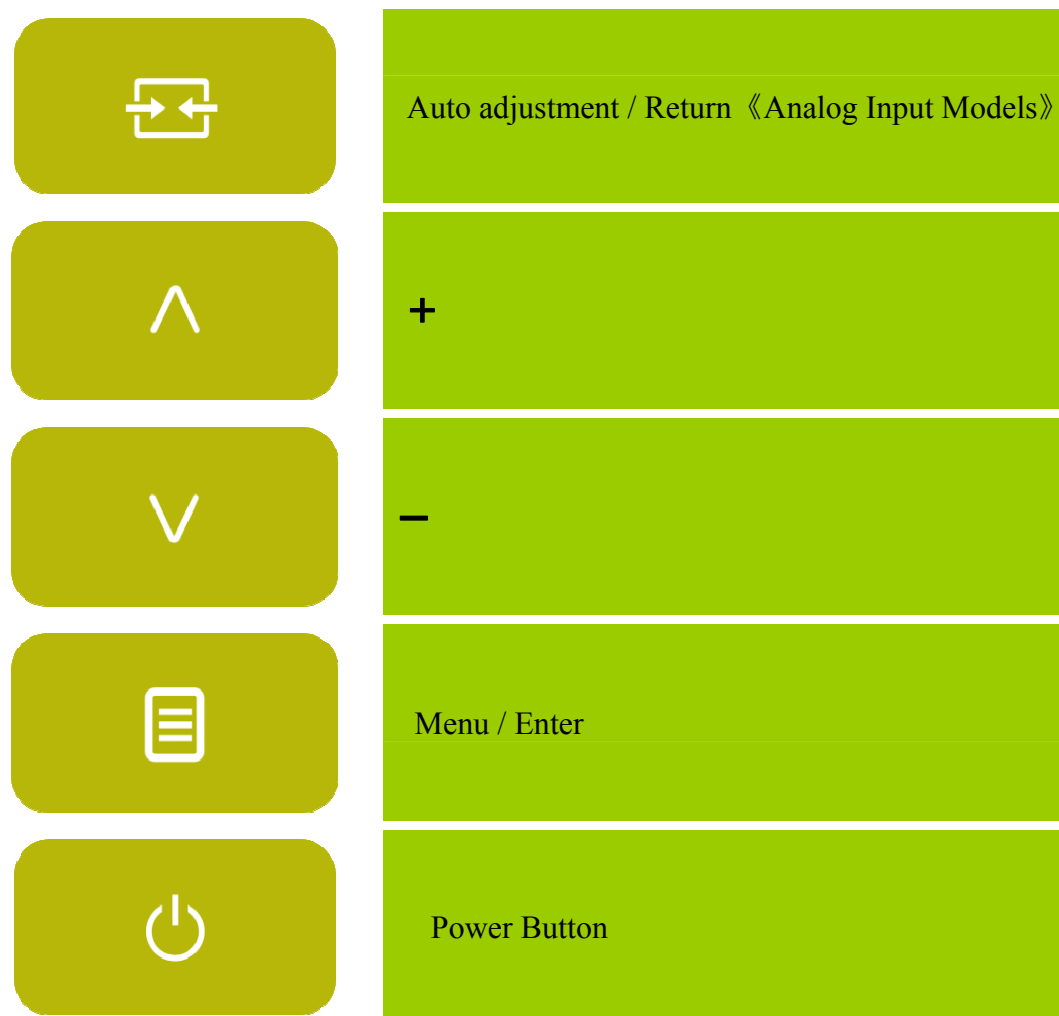 Auto adjustment / Return《Analog Input Models》
+
−
Menu / Enter
Power Button